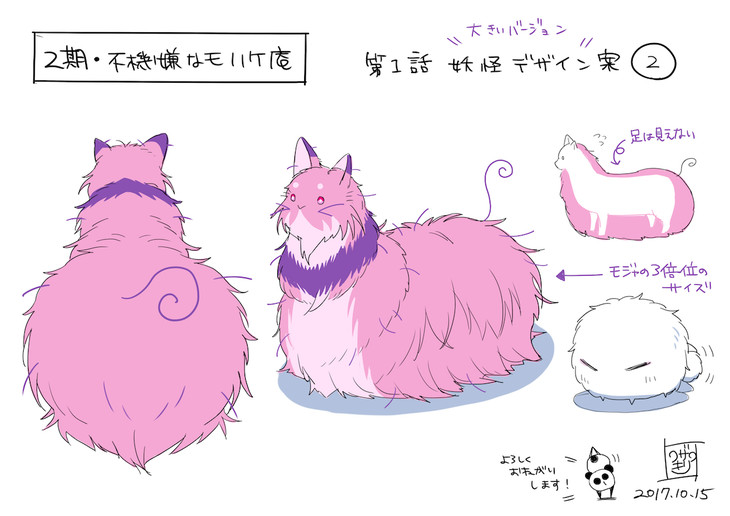 2期・不機嫌なモノノケ庵
大きいバージョン
第1話 妖怪デザイン案 ②
足は見えない
モジャの3倍位の
サイズ
よろしく
おねがい
します!
2017.10.15